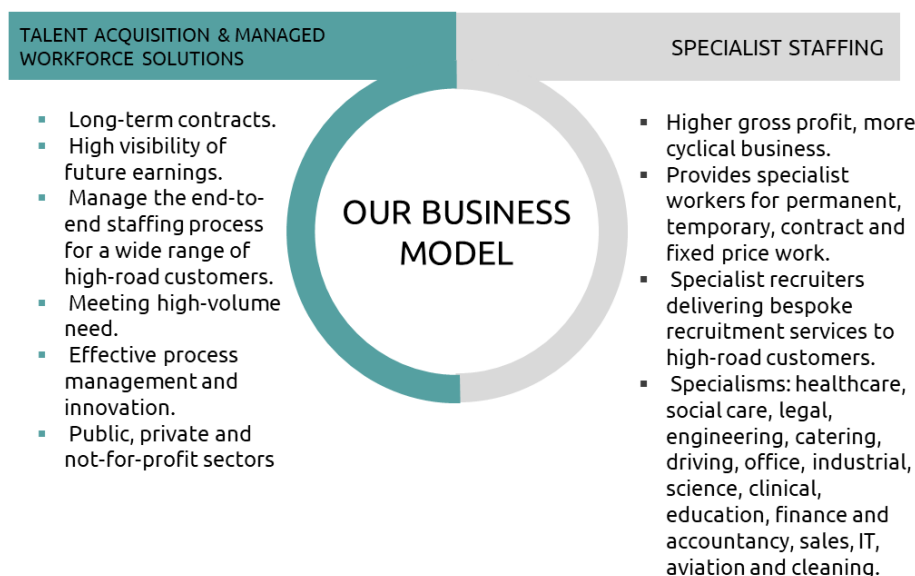 TALENT ACQUISITION & MANAGED
WORKFORCE SOLUTIONS
▪ Long-term contracts.
▪ High visibility of
future earnings.
▪ Manage the end-to-
end staffing process
for a wide range of
high-road customers.
▪ Meeting high-volume
need.
▪ Effective process
management and
innovation.
▪ Public, private and
not-for-profit sectors
OUR BUSINESS
MODEL
SPECIALIST STAFFING
▪ Higher gross profit, more
cyclical business.
▪ Provides specialist
workers for permanent,
temporary, contract and
fixed price work.
▪ Specialist recruiters
delivering bespoke
recruitment services to
high-road customers.
▪ Specialisms: healthcare,
social care, legal,
engineering, catering,
driving, office, industrial,
science, clinical,
education, finance and
accountancy, sales, IT,
aviation and cleaning.